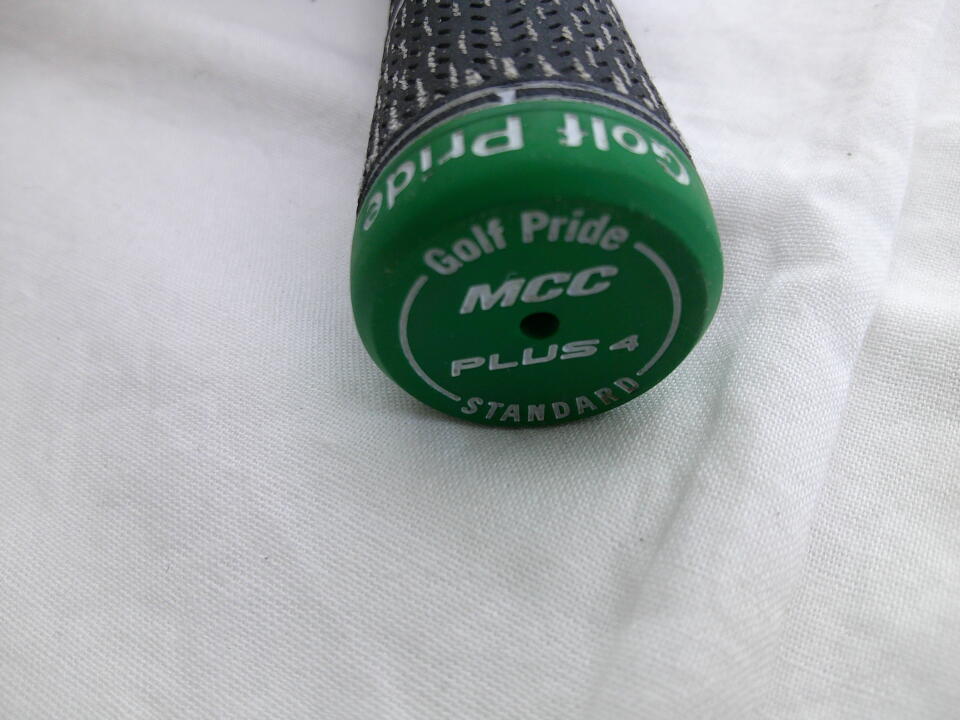 Golf Pride
Golf Pride
MCC
PLUS 4
STANDARD